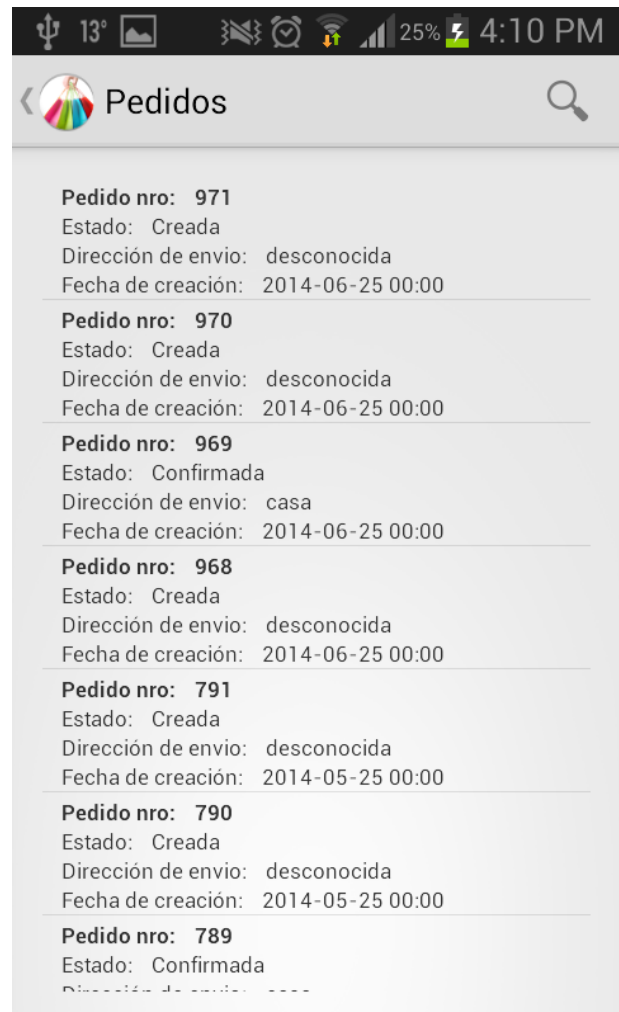 13° 25% 4:10 PM
Pedidos
Pedido nro: 971
Estado: Creada
Dirección de envio: desconocida
Fecha de creación: 2014-06-25 00:00
Pedido nro: 970
Estado: Creada
Dirección de envio: desconocida
Fecha de creación: 2014-06-25 00:00
Pedido nro: 969
Estado: Confirmada
Dirección de envio: casa
Fecha de creación: 2014-06-25 00:00
Pedido nro: 968
Estado: Creada
Dirección de envio: desconocida
Fecha de creación: 2014-06-25 00:00
Pedido nro: 791
Estado: Creada
Dirección de envio: desconocida
Fecha de creación: 2014-05-25 00:00
Pedido nro: 790
Estado: Creada
Dirección de envio: desconocida
Fecha de creación: 2014-05-25 00:00
Pedido nro: 789
Estado: Confirmada
Dirección de envio: